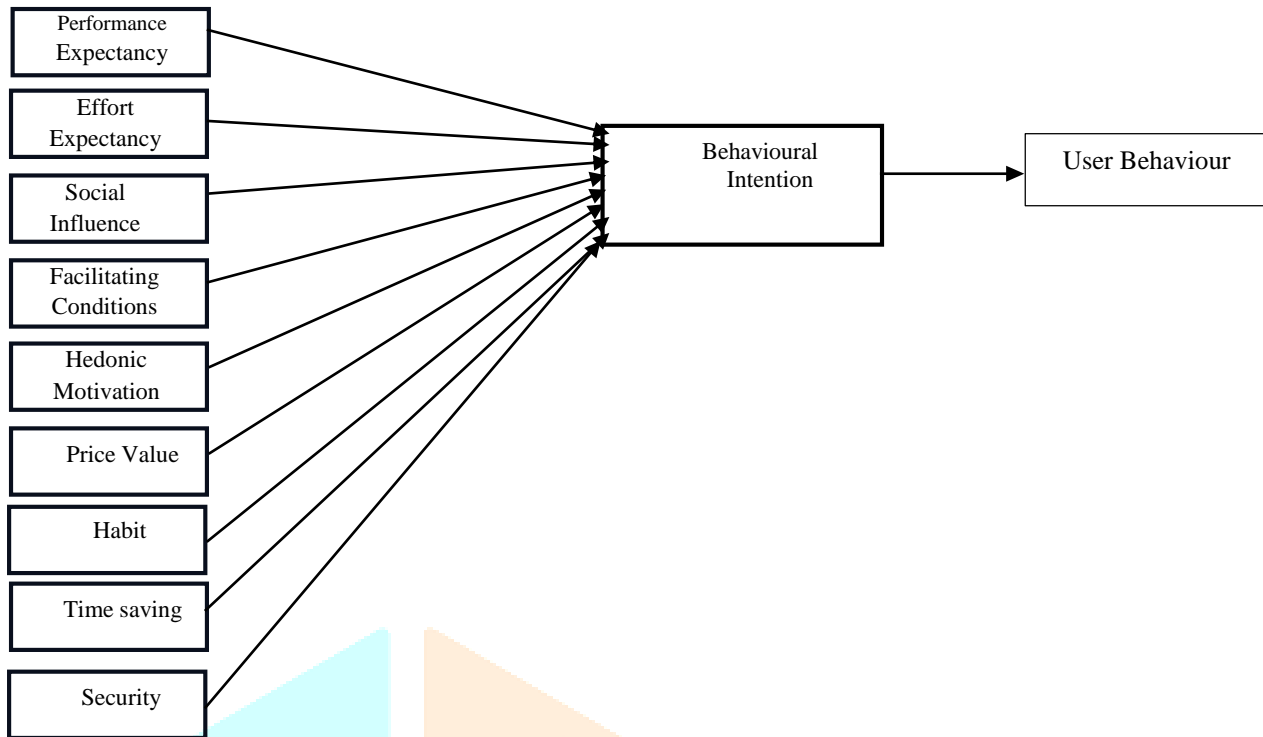 Performance
Expectancy
Effort
Expectancy
Social
Influence
Facilitating
Conditions
Hedonic
Motivation
Price Value
Habit
Time saving
Security
Behavioural
Intention
User Behaviour